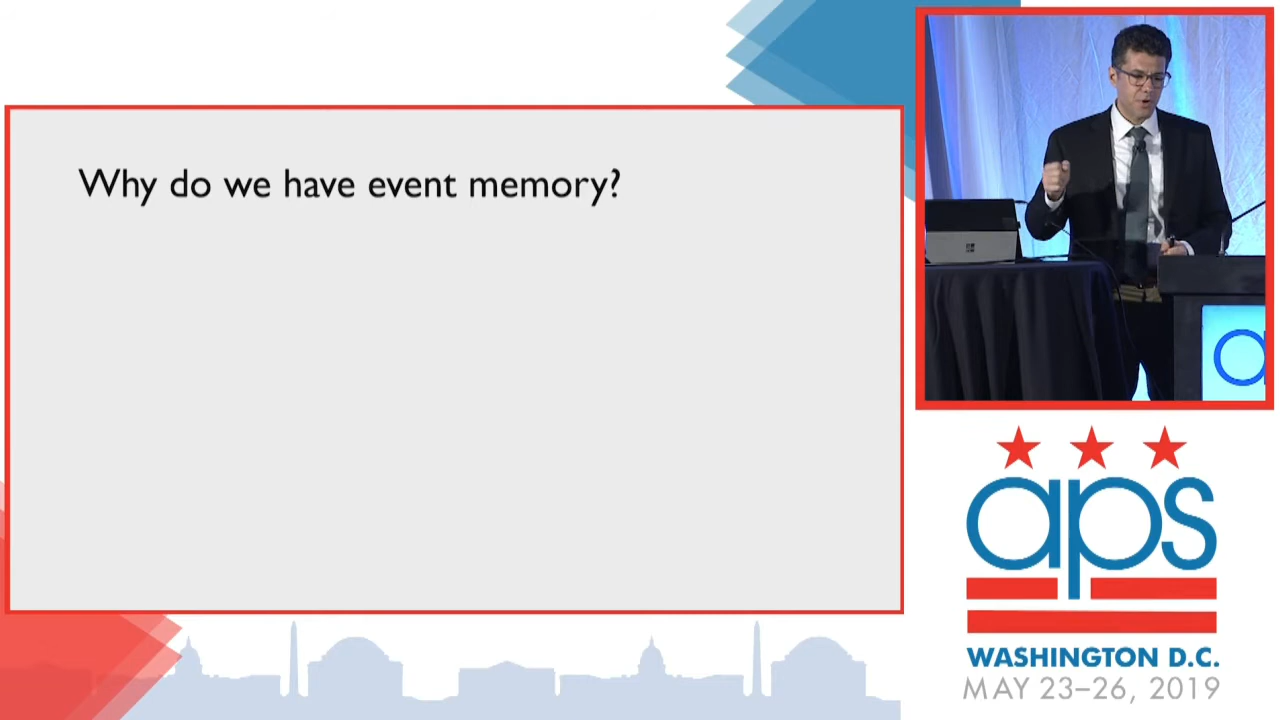 Why do we have event memory?
aps
WASHINGTON D.C.
MAY 23–26, 2019